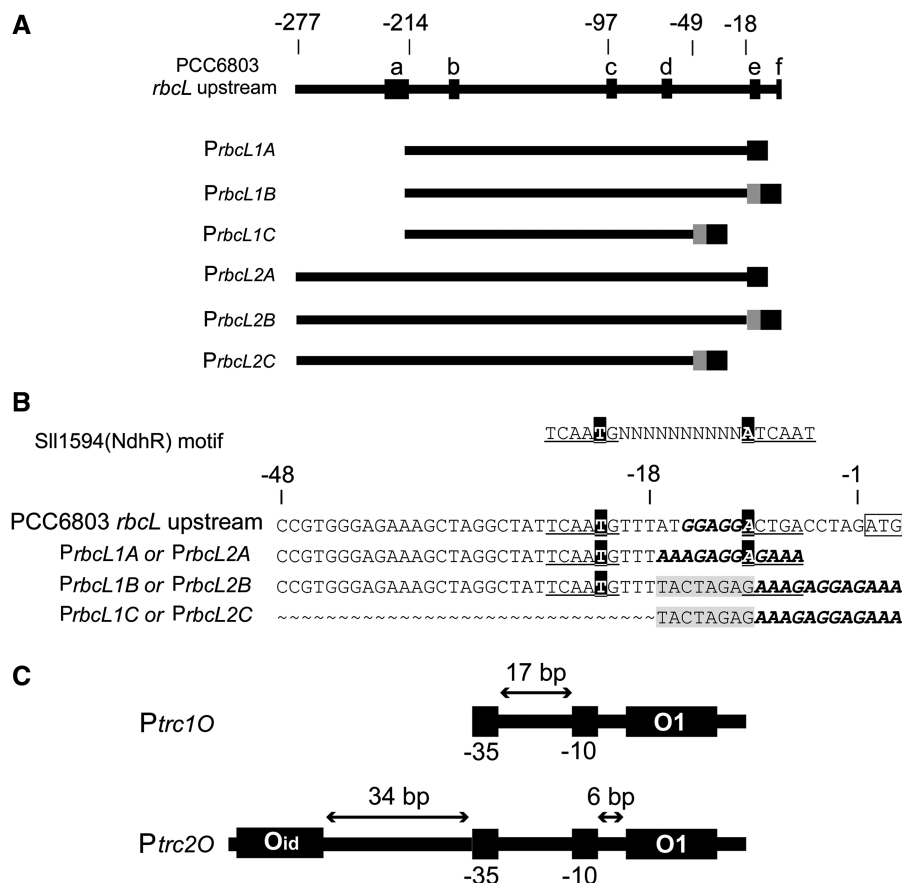 A
-277 -214 -97 -49 -18
PCC6803
rbcL upstream
a b c d e f
PrbcL1A
PrbcL1B
PrbcL1C
PrbcL2A
PrbcL2B
PrbcL2C
B
Sll1594(NdhR) motif TCAATGNNNNNNNNNNATCAAT
-48 -18 -1
PCC6803 rbcL upstream CCGTGGGAGAAAGCTAGGCTATTCAATGTTTATGGAGGACTGACCTAGATG
PrbcL1A or PrbcL2A CCGTGGGAGAAAGCTAGGCTATTCAATGTTTAAAGAGGAGAAA
PrbcL1B or PrbcL2B CCGTGGGAGAAAGCTAGGCTATTCAATGTTTTACTAGAGAAAGAGGAGAAA
PrbcL1C or PrbcL2C ~~~~~~~~~~~~~~~~~~~~~~~~~~~~~~~TACTAGAGAAAGAGGAGAAA
C
17 bp
Ptrc1O O1
-35 -10
34 bp 6 bp
Ptrc2O Oid O1
-35 -10